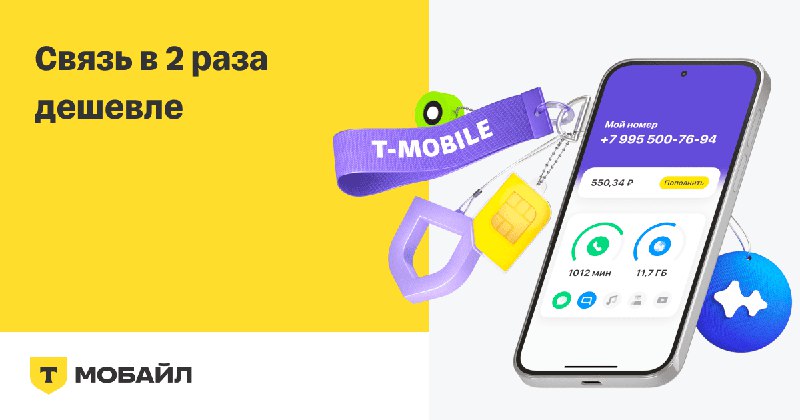 Связь в 2 раза
дешевле
T-MOBILE
Мой номер
+7 995 500-76-94
550,34 ₽
Пополнить
1012 мин
11,7 ГБ
Т МОБАЙЛ